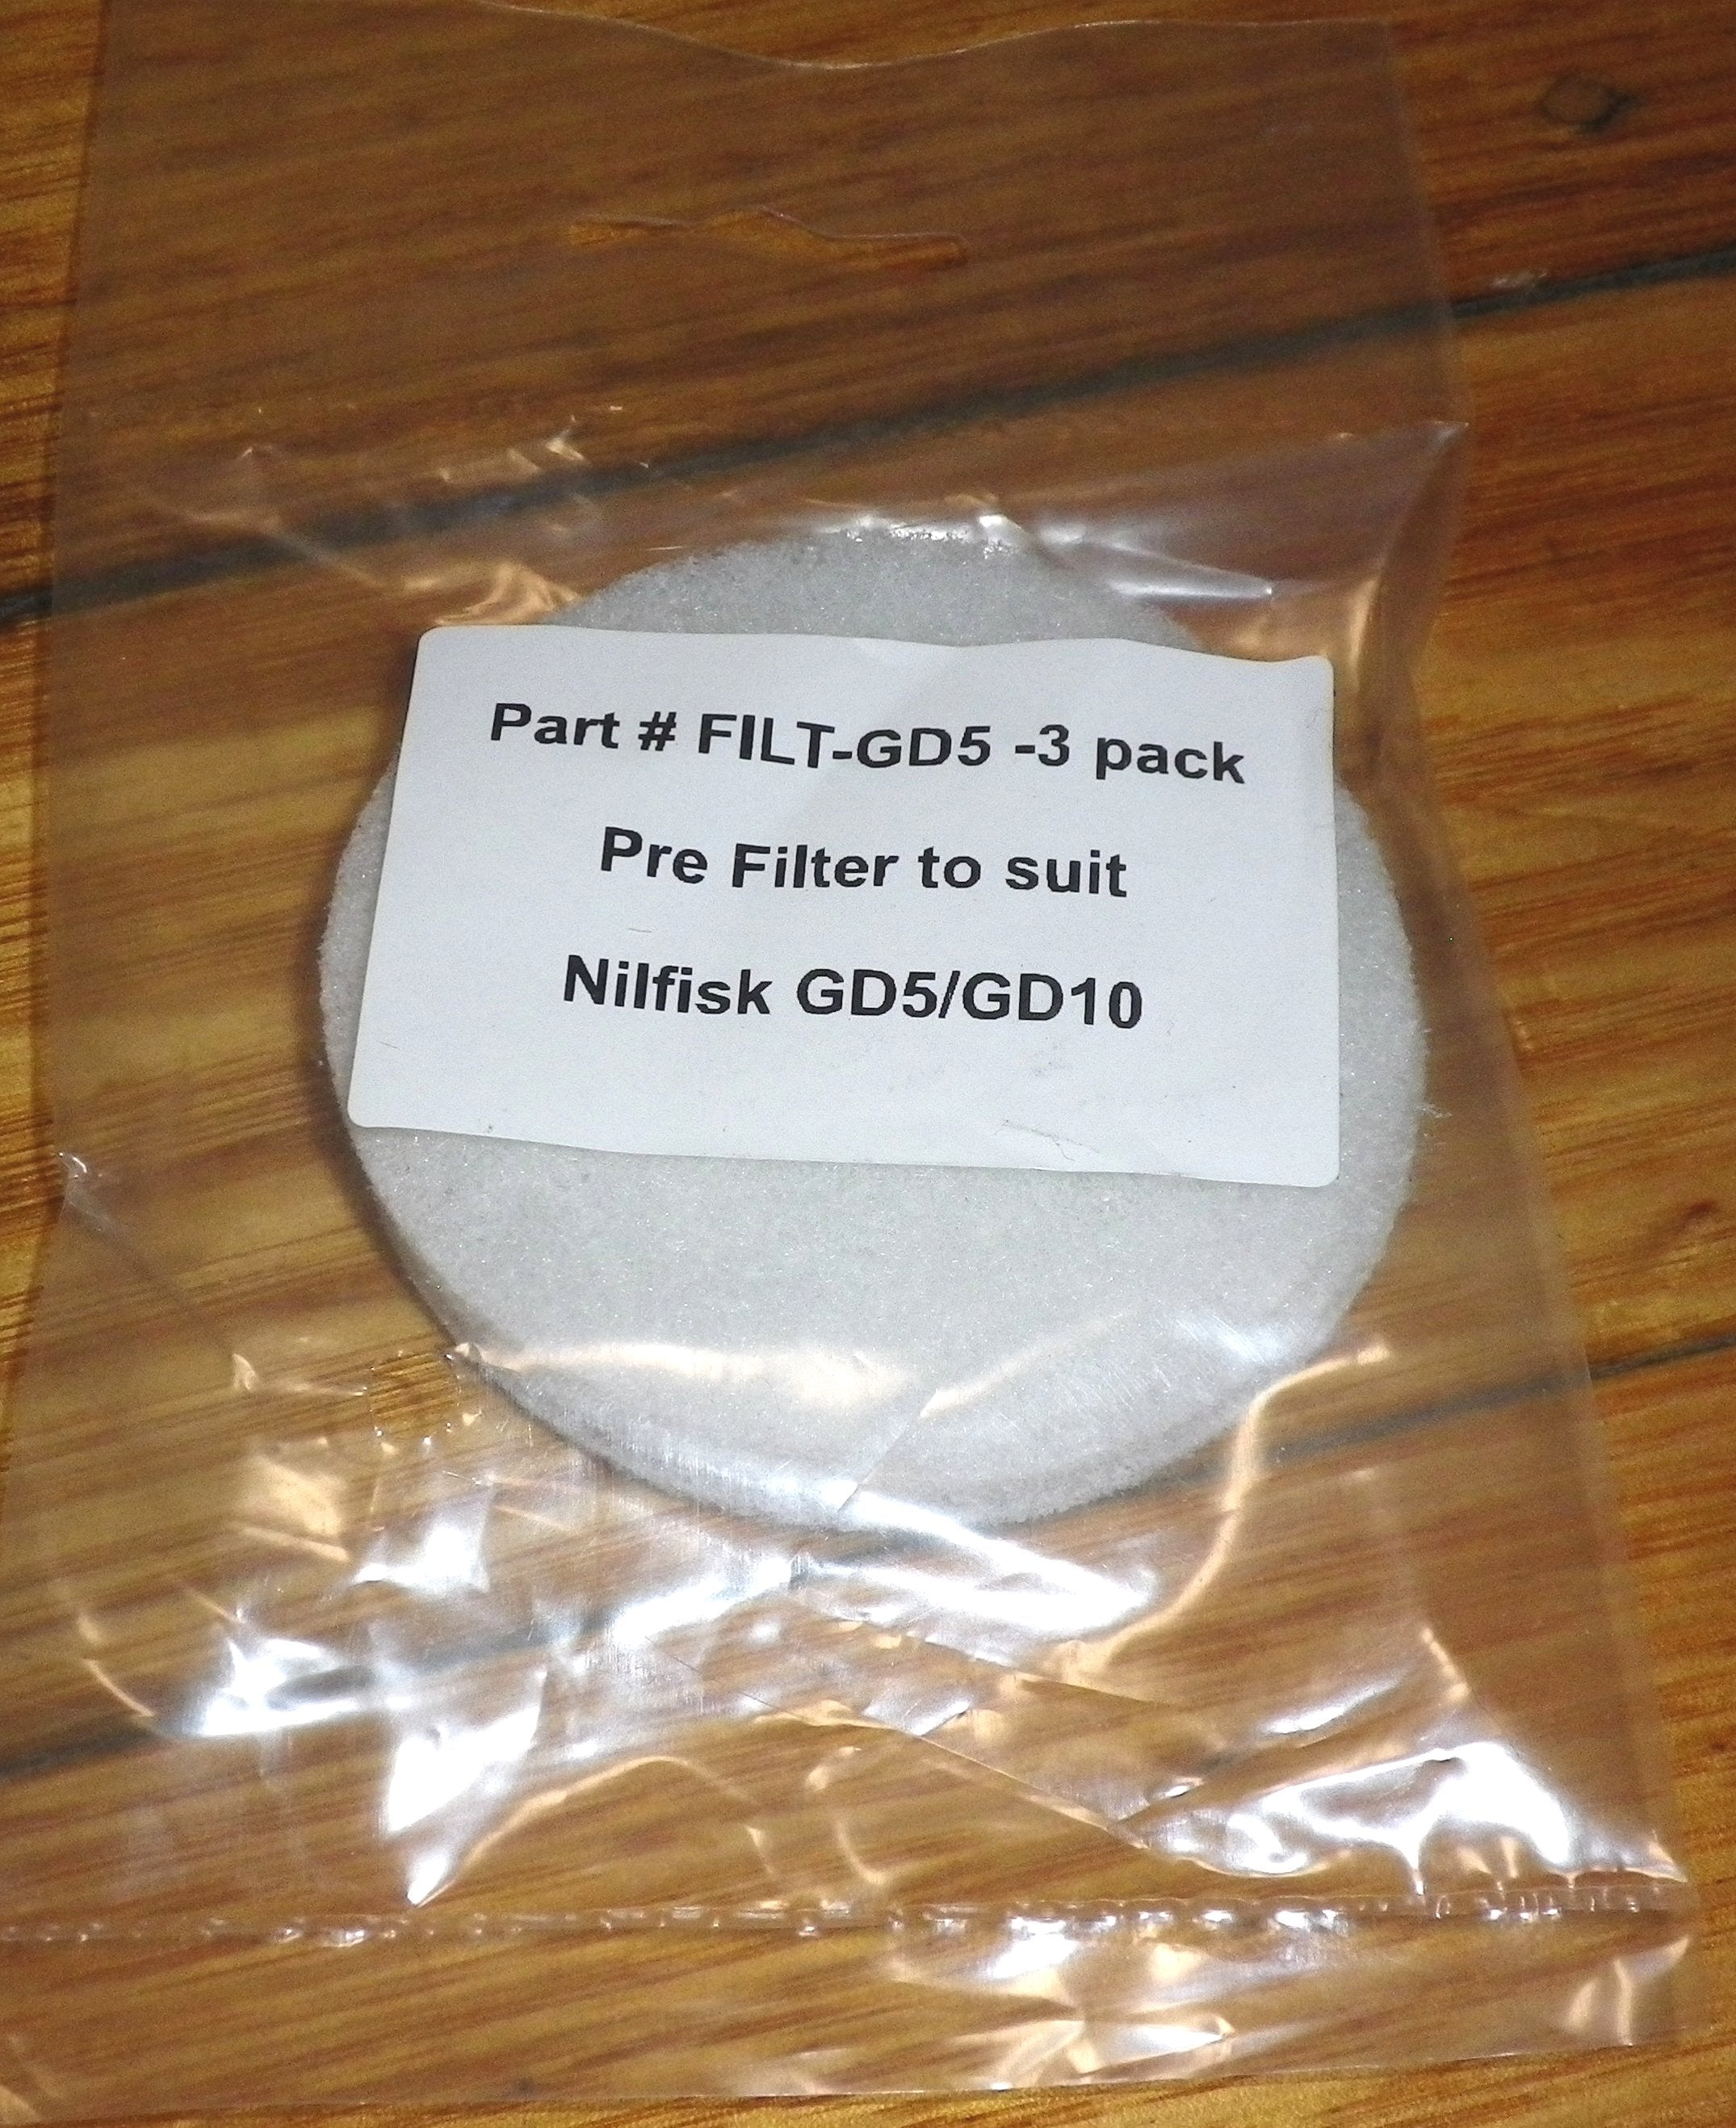 Part # FILT-GD5 -3 pack
Pre Filter to suit
Nilfisk GD5/GD10